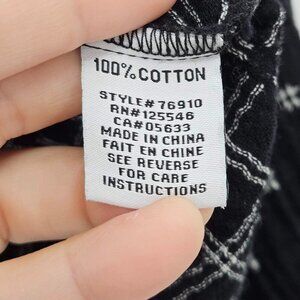 100% COTTON
STYLE# 76910
RN# 125546
CA# 05633
MADE IN CHINA
FAIT EN CHINE
SEE REVERSE
FOR CARE
INSTRUCTIONS